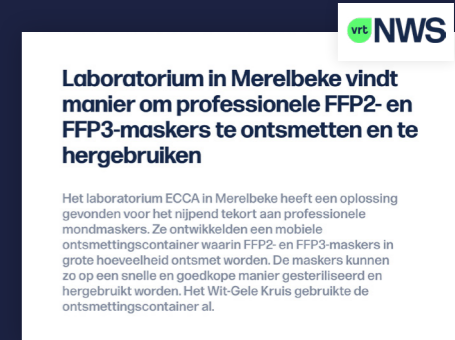 vrt NWS
Laboratorium in Merelbeke vindt
manier om professionele FFP2- en
FFP3-maskers te ontsmetten en te
hergebruiken
Het laboratorium ECCA in Merelbeke heeft een oplossing
gevonden voor het nijpend tekort aan professionele
mondmaskers. Ze ontwikkelden een mobiele
ontsmettingscontainer waarin FFP2- en FFP3-maskers in
grote hoeveelheid ontsmet worden. De maskers kunnen
zo op een snelle en goedkope manier gesteriliseerd en
hergebruikt worden. Het Wit-Gele Kruis gebruikte de
ontsmettingscontainer al.